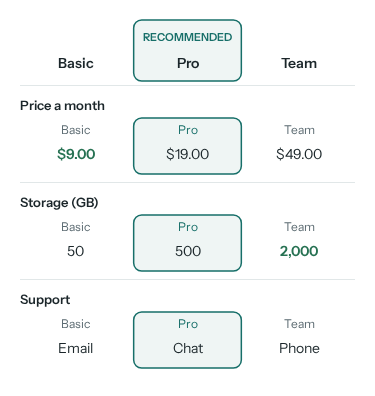 RECOMMENDED
Basic Pro Team
Price a month
Basic Pro Team
$9.00 $19.00 $49.00
Storage (GB)
Basic Pro Team
50 500 2,000
Support
Basic Pro Team
Email Chat Phone